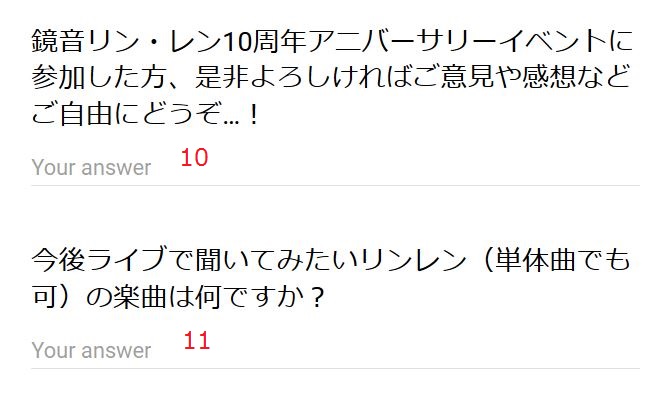 鏡音リン・レン10周年アニバーサリーイベントに
参加した方、是非よろしければご意見や感想など
ご自由にどうぞ...！
Your answer 10
今後ライブで聞いてみたいリンレン（単体曲でも
可）の楽曲は何ですか？
Your answer 11